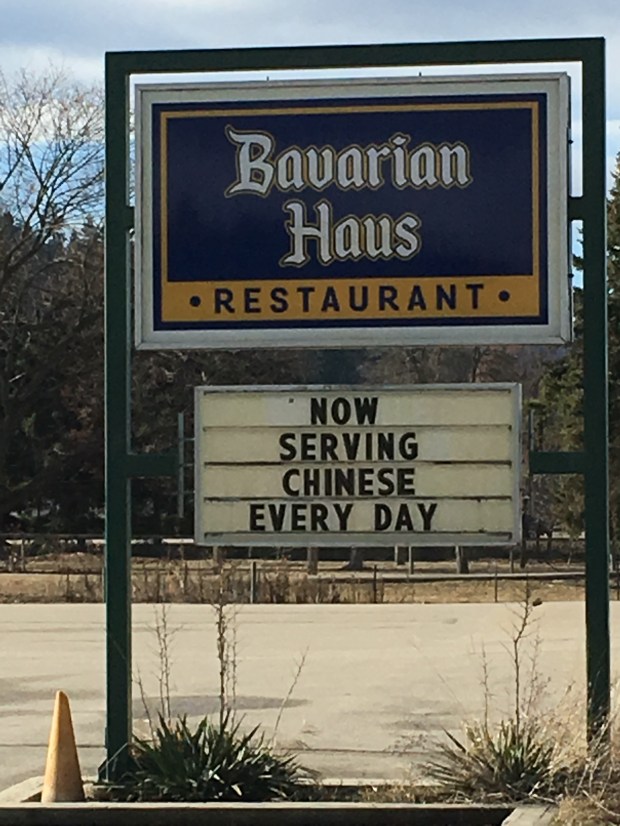 Bavarian
Haus
• RESTAURANT •
NOW
SERVING
CHINESE
EVERY DAY